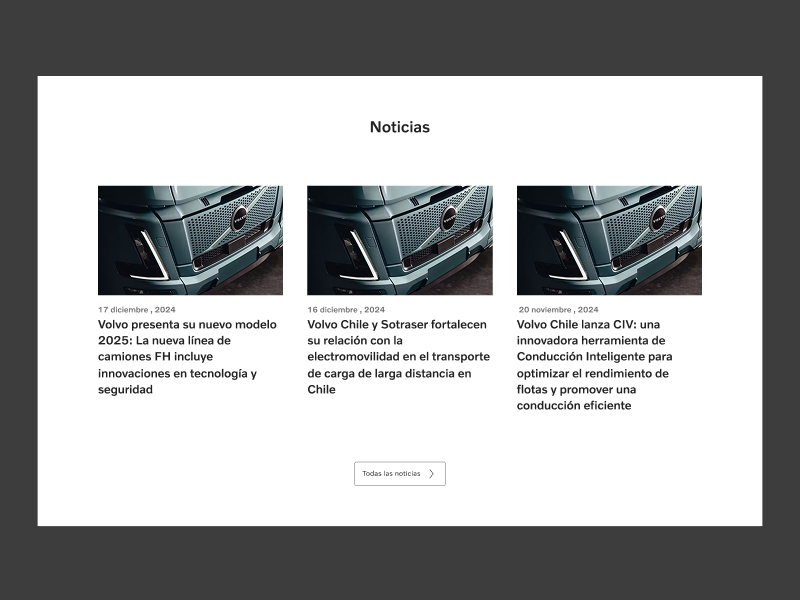 Noticias
17 diciembre , 2024
Volvo presenta su nuevo modelo
2025: La nueva línea de
camiones FH incluye
innovaciones en tecnología y
seguridad
16 diciembre , 2024
Volvo Chile y Sotraser fortalecen
su relación con la
electromovilidad en el transporte
de carga de larga distancia en
Chile
20 noviembre , 2024
Volvo Chile lanza CIV: una
innovadora herramienta de
Conducción Inteligente para
optimizar el rendimiento de
flotas y promover una
conducción eficiente
Todas las noticias